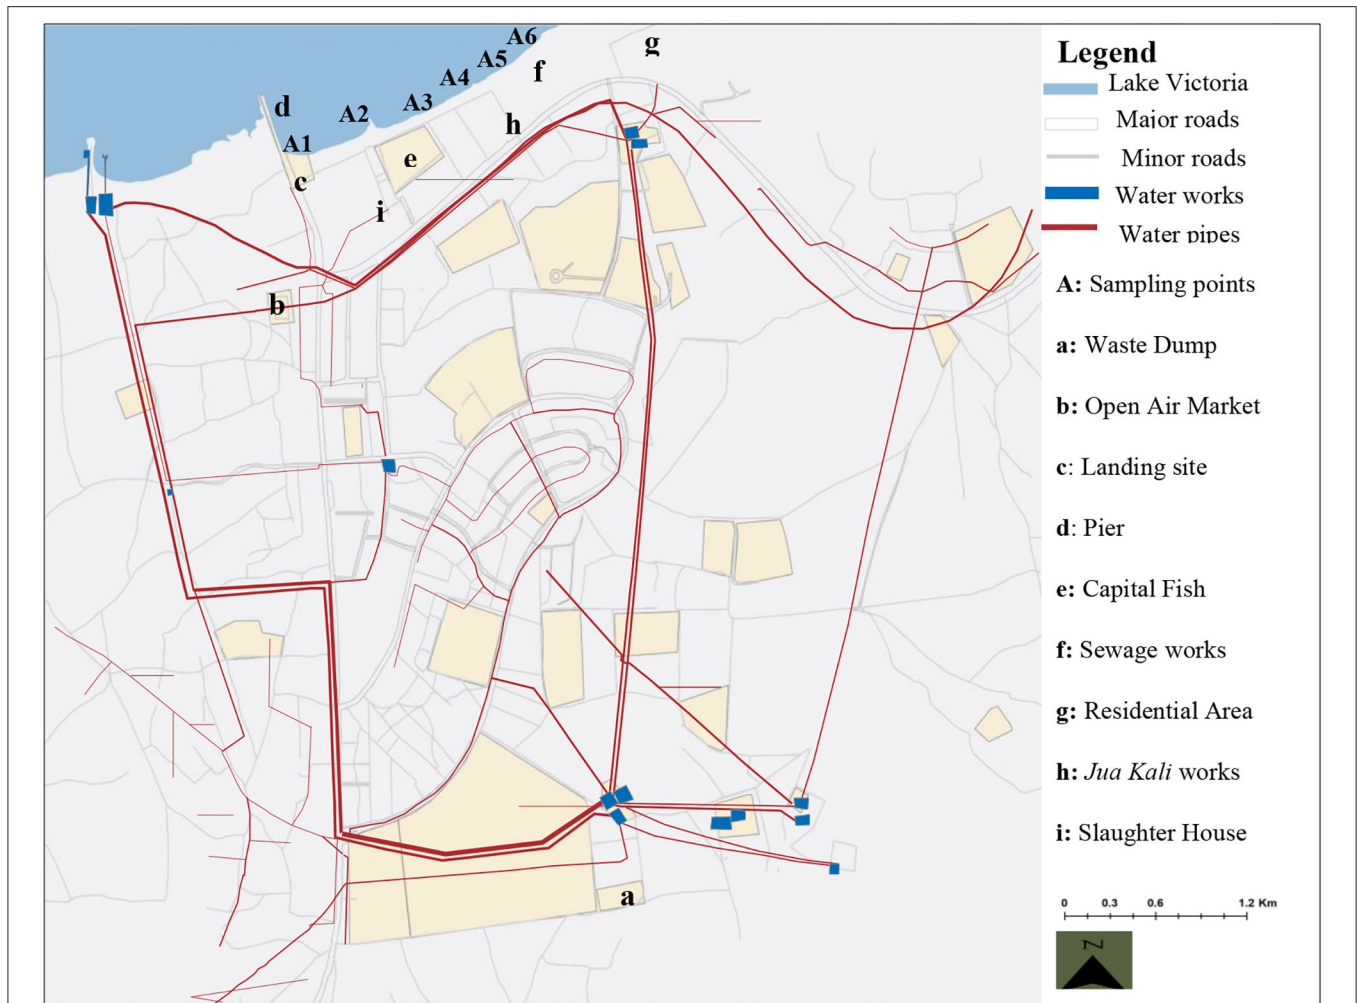 A6
A5
A4
A3
A2
A1
f
g
d
h
e
c
i
b
a
Legend
Lake Victoria
Major roads
Minor roads
Water works
Water pipes
A: Sampling points
a: Waste Dump
b: Open Air Market
c: Landing site
d: Pier
e: Capital Fish
f: Sewage works
g: Residential Area
h: Jua Kali works
i: Slaughter House
0 0.3 0.6 1.2 Km
N